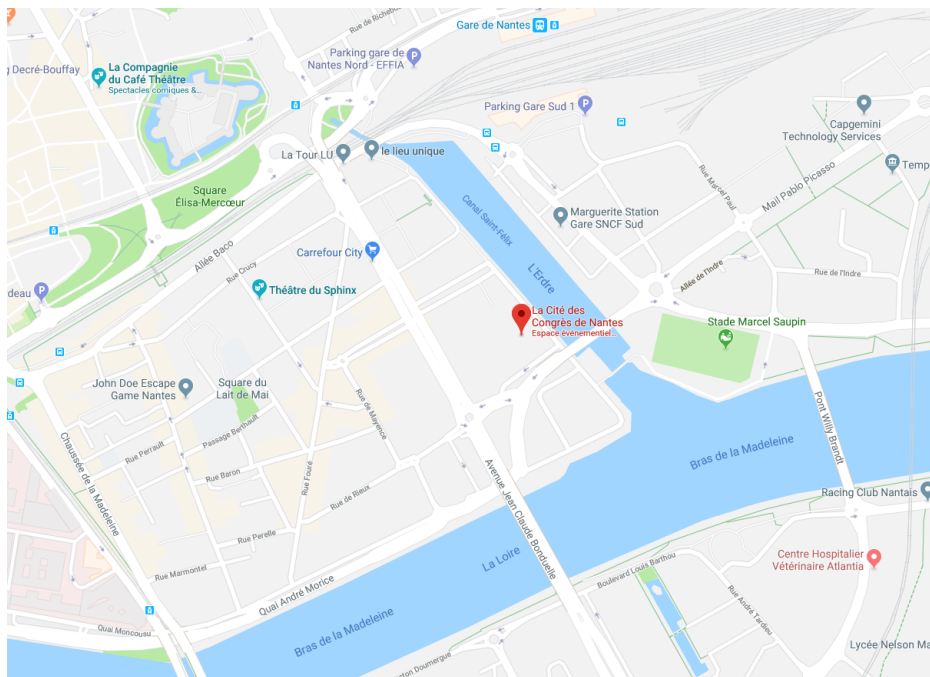 Rue de Richebou
Gare de Nantes
Parking gare de
Nantes Nord - EFFIA
P
g Decré-Bouffay
La Compagnie
du Café Théâtre
Spectacles comiques &...
Parking Gare Sud 1
P
Capgemini
Technology Services
La Tour LU
le lieu unique
Temp
Rue Marcel Paul
Mail Pablo Picasso
Square
Élisa-Mercœur
Canal Saint-Félix
Marguerite Station
Gare SNCF Sud
Allée Baco
Carrefour City
Rue Crucy
L'Erdre
Allée de l'Indre
Rue de l'Indre
Théâtre du Sphinx
deau
P
La Cité des
Congrès de Nantes
Espace événementiel...
Stade Marcel Saupin
John Doe Escape
Game Nantes
Square du
Lait de Mai
Rue de Mayence
Pont Willy Brandt
Passage Berthault
Rue Perrault
Chaussée de la Madeleine
Rue Baron
Rue Fouré
Bras de la Madeleine
Avenue Jean Claude Bonduelle
Rue de Rieux
Racing Club Nantais
Rue Perelle
La Loire
Centre Hospitalier
Vétérinaire Atlantia
Rue Marmontel
Quai André Morice
Boulevard Louis Barthou
Rue André Tardieu
Quai Moncousu
Bras de la Madeleine
Lycée Nelson Ma
ton Doumergue